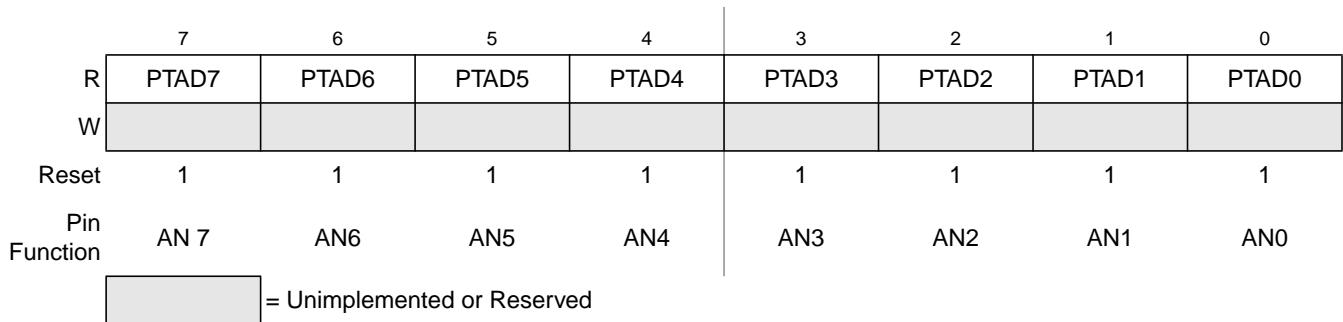 7 6 5 4 3 2 1 0
R PTAD7 PTAD6 PTAD5 PTAD4 PTAD3 PTAD2 PTAD1 PTAD0
W
Reset 1 1 1 1 1 1 1 1
Pin
Function AN 7 AN6 AN5 AN4 AN3 AN2 AN1 AN0
= Unimplemented or Reserved